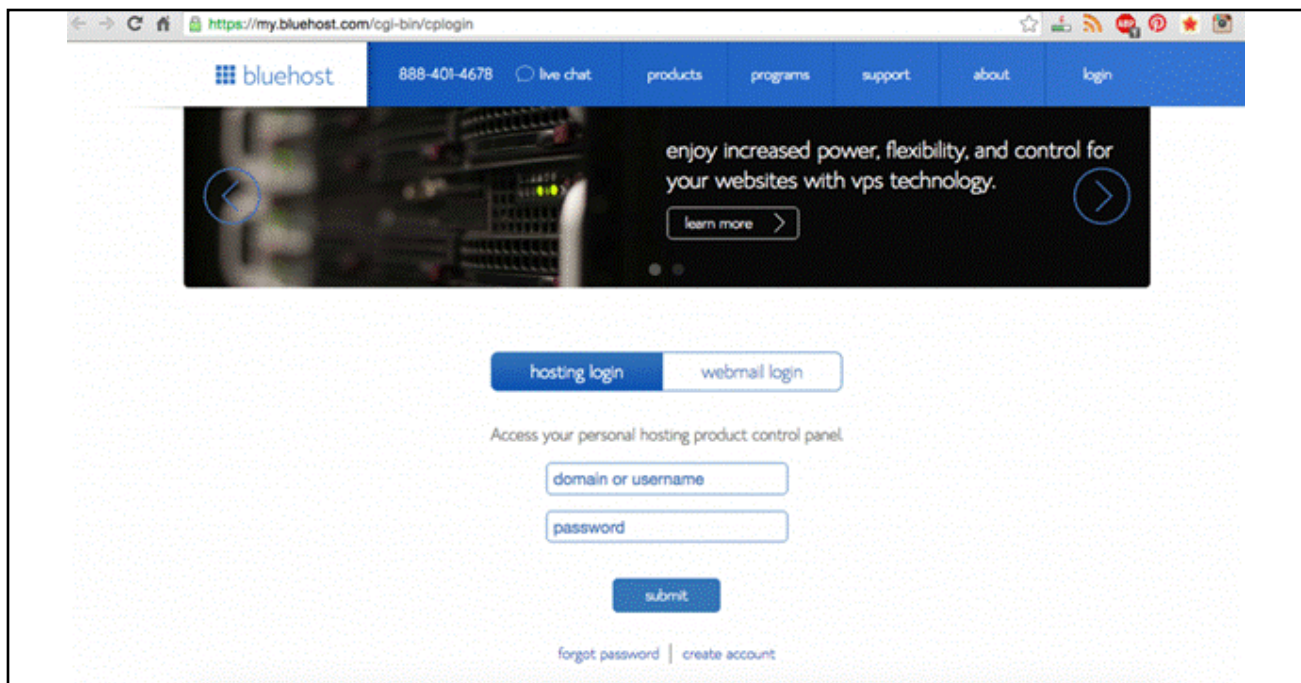 https://my.bluehost.com/cgi-bin/cplogin
bluehost 888-401-4678 live chat products programs support about login
enjoy increased power, flexibility, and control for
your websites with vps technology.
learn more
hosting login webmail login
Access your personal hosting product control panel.
domain or username
password
submit
forgot password | create account